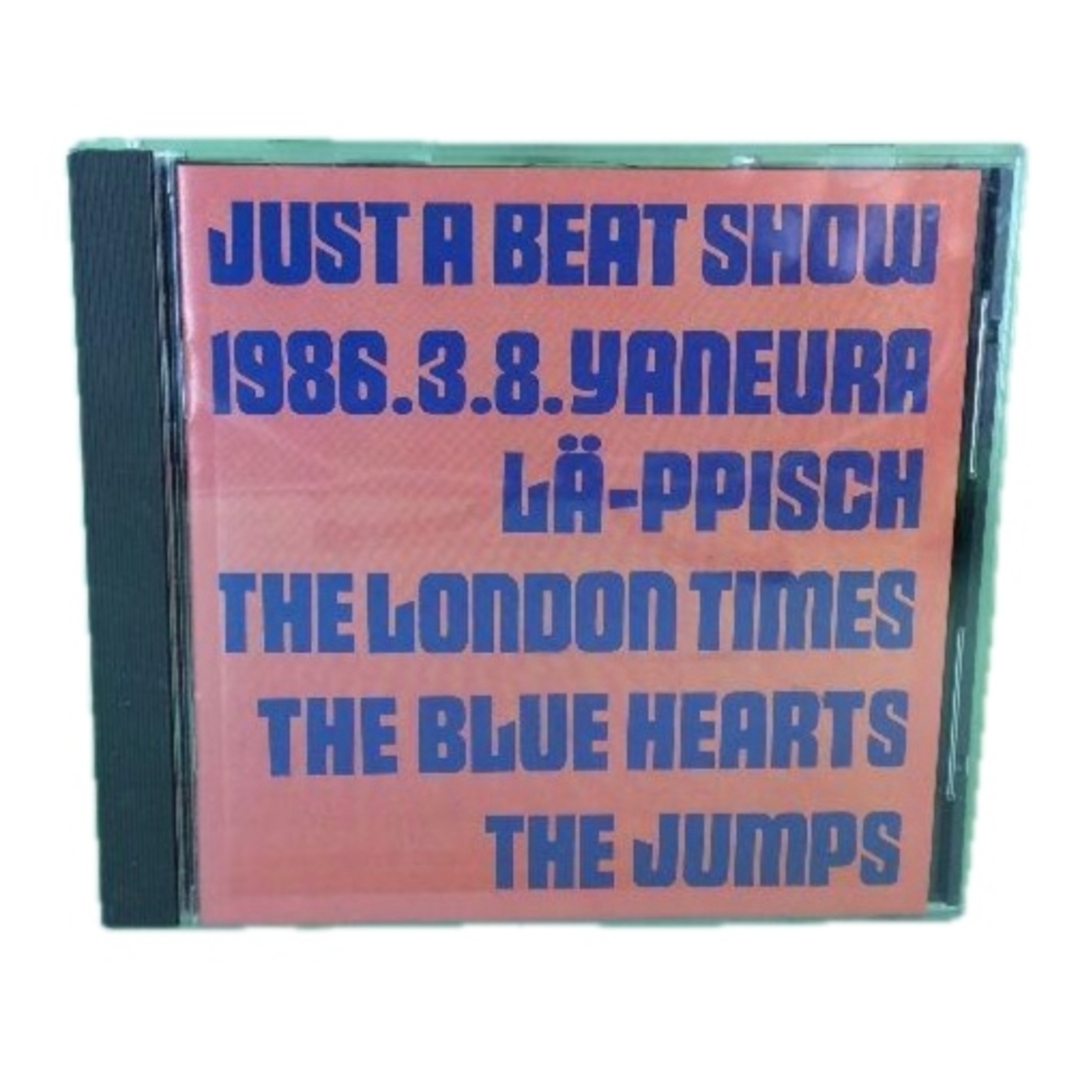 JUST A BEAT SHOW
1986.3.8.YANEURA
LÄ-PPISCH
THE LONDON TIMES
THE BLUE HEARTS
THE JUMPS